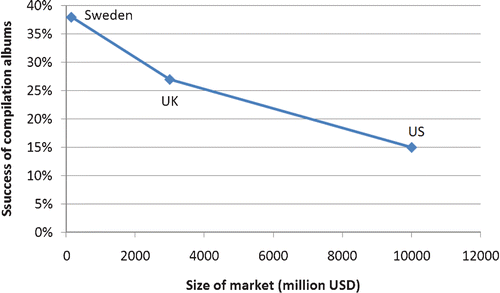 40%
Sweden
35%
30%
25%
UK
20%
US
15%
10%
5%
0%
0 2000 4000 6000 8000 10000 12000
Size of market (million USD)
Ssuccess of compilation albums